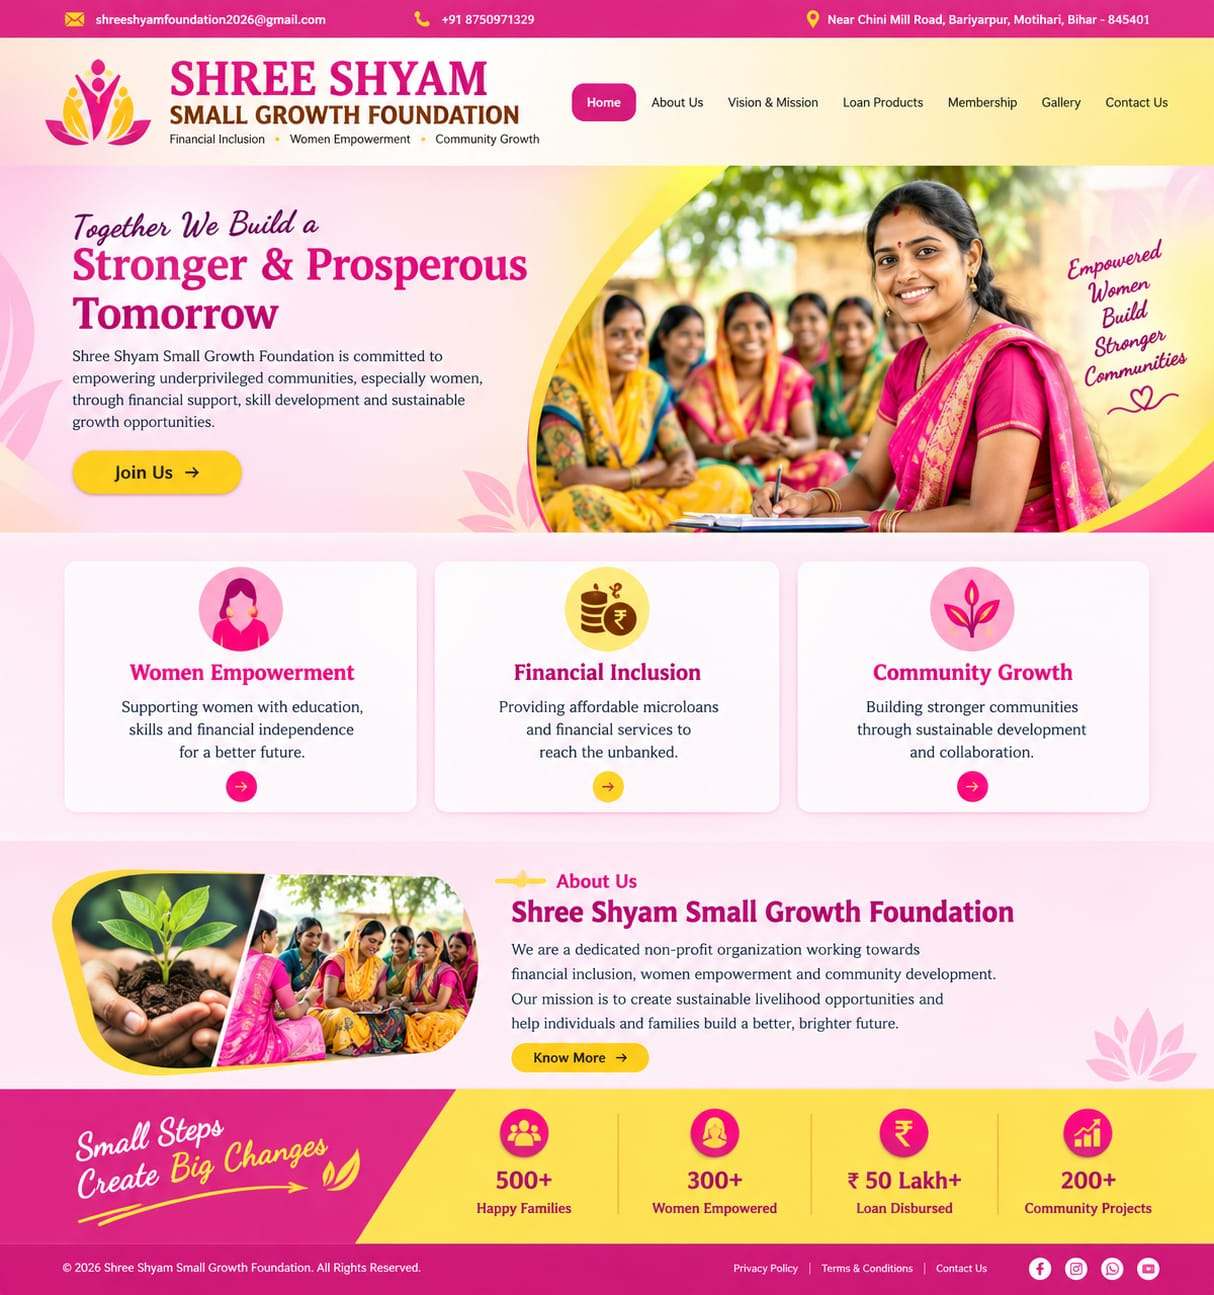 shreeshyamfoundation2026@gmail.com
+91 8750971329
Near Chini Mill Road, Bariyarpur, Motihari, Bihar - 845401
SHREE SHYAM
SMALL GROWTH FOUNDATION
Financial Inclusion • Women Empowerment • Community Growth
Home About Us Vision & Mission Loan Products Membership Gallery Contact Us
Together We Build a
Stronger & Prosperous
Tomorrow
Shree Shyam Small Growth Foundation is committed to
empowering underprivileged communities, especially women,
through financial support, skill development and sustainable
growth opportunities.
Join Us →
Empowered
Women
Build
Stronger
Communities
Women Empowerment
Supporting women with education,
skills and financial independence
for a better future.
→
₹
Financial Inclusion
Providing affordable microloans
and financial services to
reach the unbanked.
→
Community Growth
Building stronger communities
through sustainable development
and collaboration.
→
About Us
Shree Shyam Small Growth Foundation
We are a dedicated non-profit organization working towards
financial inclusion, women empowerment and community development.
Our mission is to create sustainable livelihood opportunities and
help individuals and families build a better, brighter future.
Know More →
Small Steps
Create Big Changes
500+
Happy Families
300+
Women Empowered
₹
₹ 50 Lakh+
Loan Disbursed
200+
Community Projects
© 2026 Shree Shyam Small Growth Foundation. All Rights Reserved.
Privacy Policy | Terms & Conditions | Contact Us